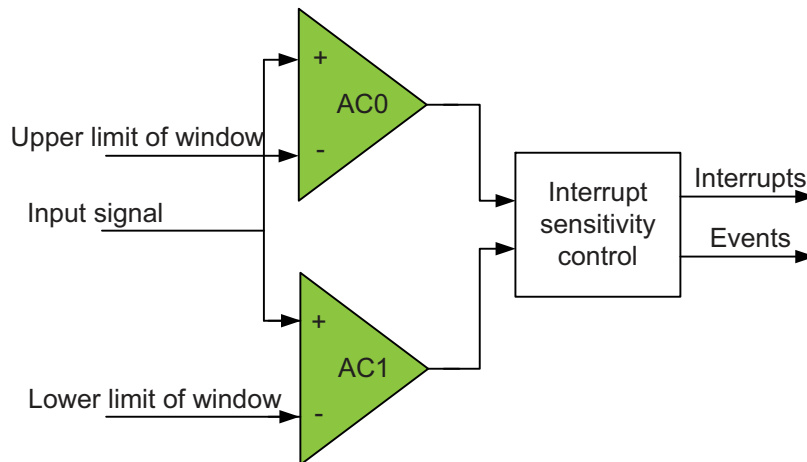 +
AC0
Upper limit of window
-
Input signal
Interrupt
sensitivity
control
Interrupts
Events
+
AC1
Lower limit of window
-